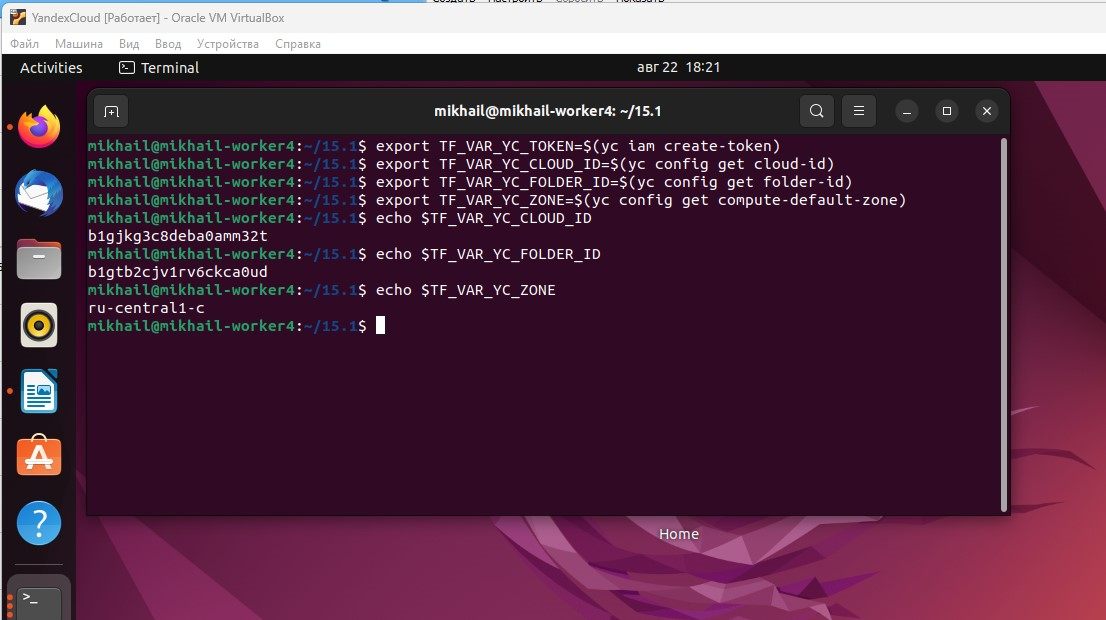 YandexCloud [Работает] - Oracle VM VirtualBox
Файл Машина Вид Ввод Устройства Справка
Activities Terminal авг 22 18:21
mikhail@mikhail-worker4: ~/15.1
mikhail@mikhail-worker4:~/15.1$ export TF_VAR_YC_TOKEN=$(yc iam create-token)
mikhail@mikhail-worker4:~/15.1$ export TF_VAR_YC_CLOUD_ID=$(yc config get cloud-id)
mikhail@mikhail-worker4:~/15.1$ export TF_VAR_YC_FOLDER_ID=$(yc config get folder-id)
mikhail@mikhail-worker4:~/15.1$ export TF_VAR_YC_ZONE=$(yc config get compute-default-zone)
mikhail@mikhail-worker4:~/15.1$ echo $TF_VAR_YC_CLOUD_ID
b1gjkg3c8deba0amm32t
mikhail@mikhail-worker4:~/15.1$ echo $TF_VAR_YC_FOLDER_ID
b1gtb2cjv1rv6ckca0ud
mikhail@mikhail-worker4:~/15.1$ echo $TF_VAR_YC_ZONE
ru-central1-c
mikhail@mikhail-worker4:~/15.1$
Home